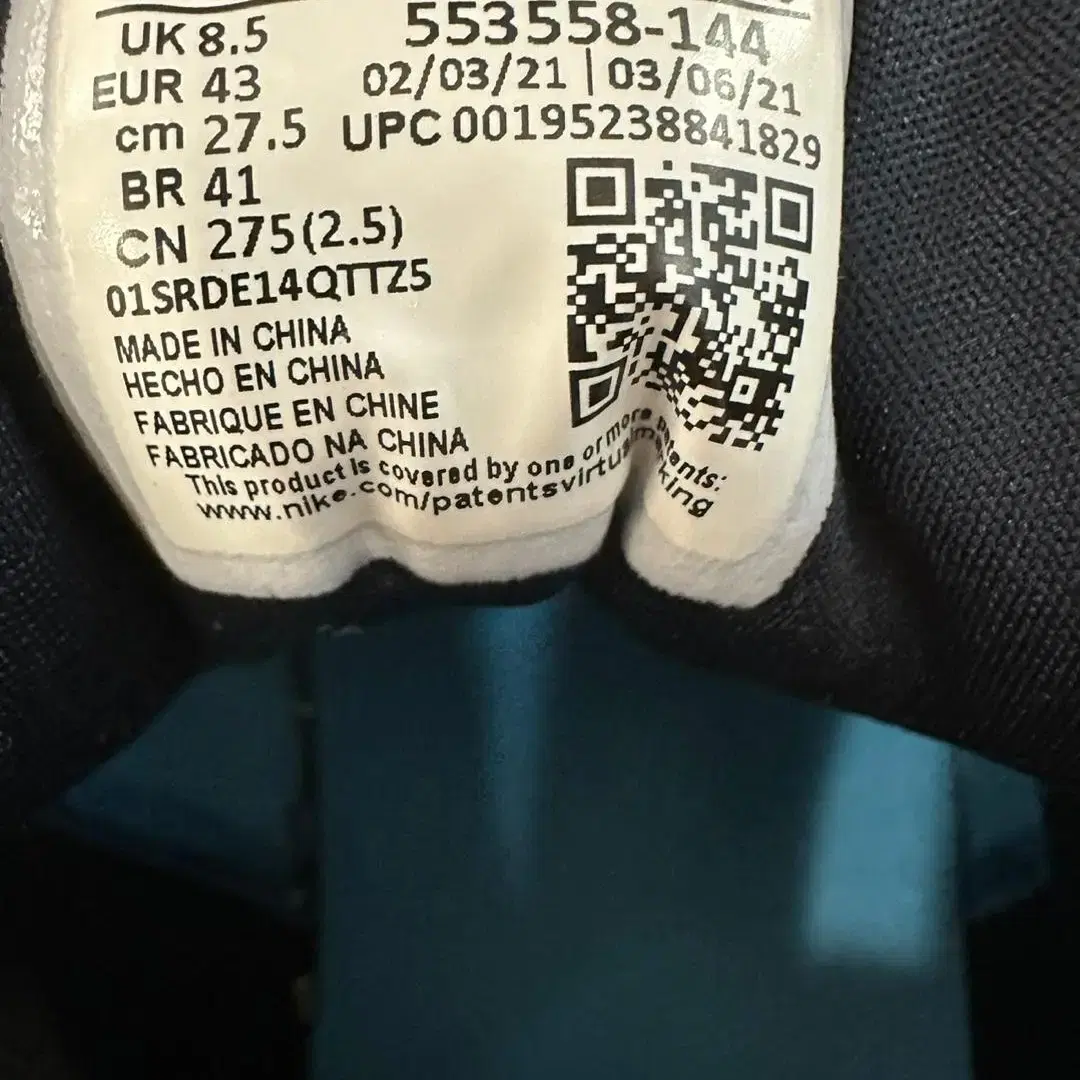 UK 8.5
553558-144
EUR 43
02/03/21 | 03/06/21
cm 27.5
UPC 00195238841829
BR 41
CN 275(2.5)
01SRDE14QTTZ5
MADE IN CHINA
HECHO EN CHINA
FABRIQUE EN CHINE
FABRICADO NA CHINA
This product is covered by one or more patents:
www.nike.com/patentsvirtualmarking